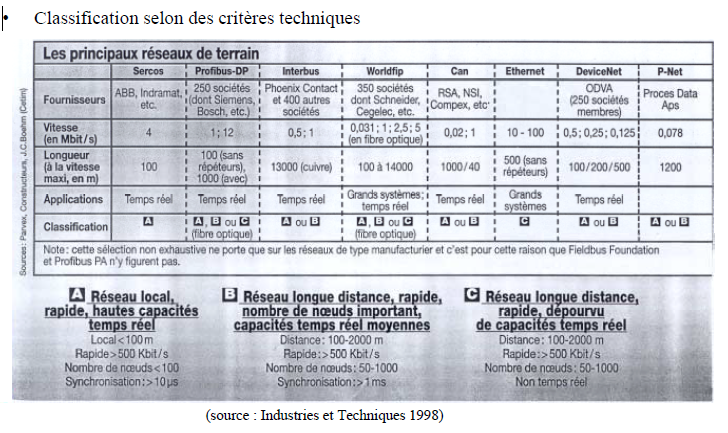 • Classification selon des critères techniques
Les principaux réseaux de terrain
Sercos Profibus-DP Interbus Worldfip Can Ethernet DeviceNet P-Net
Fournisseurs ABB, Indramat, etc. 250 sociétés (dont Siemens, Bosch, etc.) Phoenix Contact et 400 autres sociétés 350 sociétés dont Schneider, Cegelec, etc. RSA, NSI, Compex, etc. ODVA (250 sociétés membres) Proces Data Aps
Vitesse (en Mbit/s) 4 1; 12 0,5; 1 0,031; 1; 2,5; 5 (en fibre optique) 0,02; 1 10 - 100 0,5; 0,25; 0,125 0,078
Longueur (à la vitesse maxi, en m) 100 100 (sans répéteurs), 1000 (avec) 13000 (cuivre) 100 à 14000 1000/40 500 (sans répéteurs) 100/200/500 1200
Applications Temps réel Temps réel Temps réel Grands systèmes; temps réel Temps réel Grands systèmes Temps réel
Classification A A, B ou C (fibre optique) A ou B A, B ou C (fibre optique) A ou B C A ou B A ou B
Note: cette sélection non exhaustive ne porte que sur les réseaux de type manufacturier et c'est pour cette raison que Fieldbus Foundation
et Profibus PA n'y figurent pas.
Sources: Parvex, Constructeurs, J.C.Boehm (Cetim)
A Réseau local,
rapide, hautes capacités
temps réel
Local<100 m
Rapide>500 Kbit/s
Nombre de nœuds<100
Synchronisation:>10µs
B Réseau longue distance, rapide,
nombre de nœuds important,
capacités temps réel moyennes
Distance: 100-2000 m
Rapide:>500 Kbit/s
Nombre de nœuds: 50-1000
Synchronisation:>1 ms
C Réseau longue distance,
rapide, dépourvu
de capacités temps réel
Distance: 100-2000 m
Rapide:>500 Kbit/s
Nombre de nœuds: 50-1000
Non temps réel
(source : Industries et Techniques 1998)